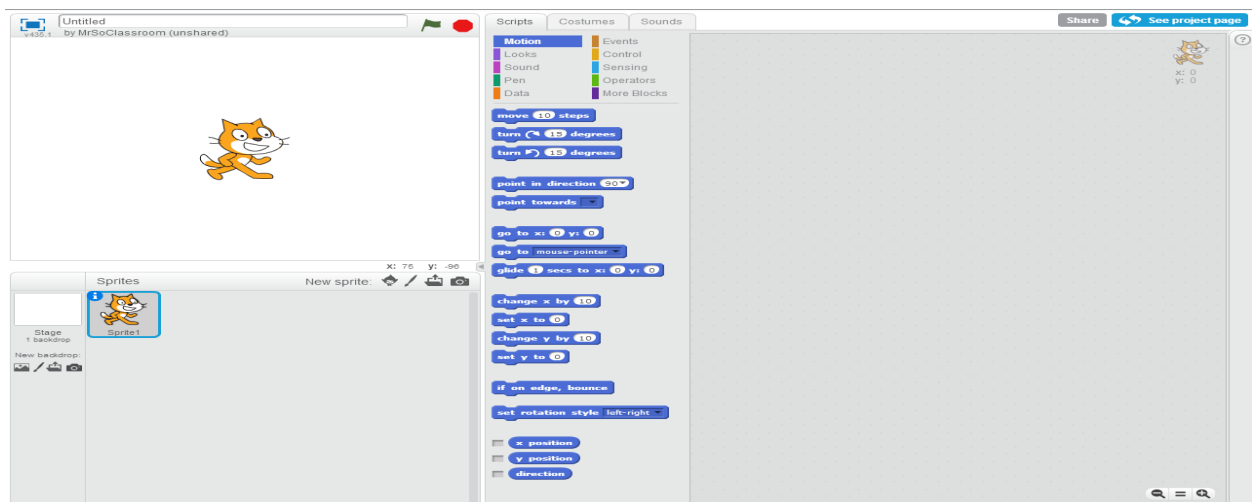 Untitled
v435.1 by MrSoClassroom (unshared)
x: 75 y: -96
Sprites New sprite:
Stage
1 backdrop
New backdrop:
Sprite1
Scripts Costumes Sounds
Motion Events
Looks Control
Sound Sensing
Pen Operators
Data More Blocks
move 10 steps
turn 15 degrees
turn 15 degrees
point in direction 90
point towards
go to x: 0 y: 0
go to mouse-pointer
glide 1 secs to x: 0 y: 0
change x by 10
set x to 0
change y by 10
set y to 0
if on edge, bounce
set rotation style left-right
x position
y position
direction
Share See project page
x: 0
y: 0
?